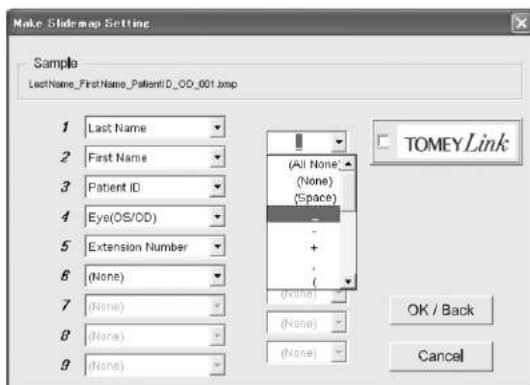 Make Slidemap Setting
Sample
LastName_FirstName_PatientID_OD_001.bmp
1 Last Name _
2 First Name (All None)
3 Patient ID (None)
(Space)
4 Eye(OS/OD) _
-
5 Extension Number +
,
6 (None) (
7 (None) (None)
8 (None) (None)
9 (None) (None)
TOMEY Link
OK / Back
Cancel